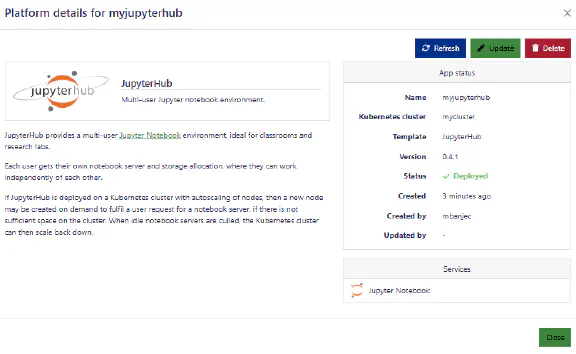 Platform details for myjupyterhub
Refresh
Update
Delete
jupyterhub
JupyterHub
Multi-user Jupyter notebook environment.
JupyterHub provides a multi-user Jupyter Notebook environment, ideal for classrooms and
research labs.
Each user gets their own notebook server and storage allocation, where they can work
independently of each other.
If JupyterHub is deployed on a Kubernetes cluster with autoscaling of nodes, then a new node
may be created on demand to fulfil a user request for a notebook server, if there is not
sufficient space on the cluster. When idle notebook servers are culled, the Kubernetes cluster
can then scale back down.
App status
Name myjupyterhub
Kubernetes cluster mycluster
Template JupyterHub
Version 0.4.1
Status ✓ Deployed
Created 3 minutes ago
Created by mbanjec
Updated by -
Services
Jupyter Notebook
Close